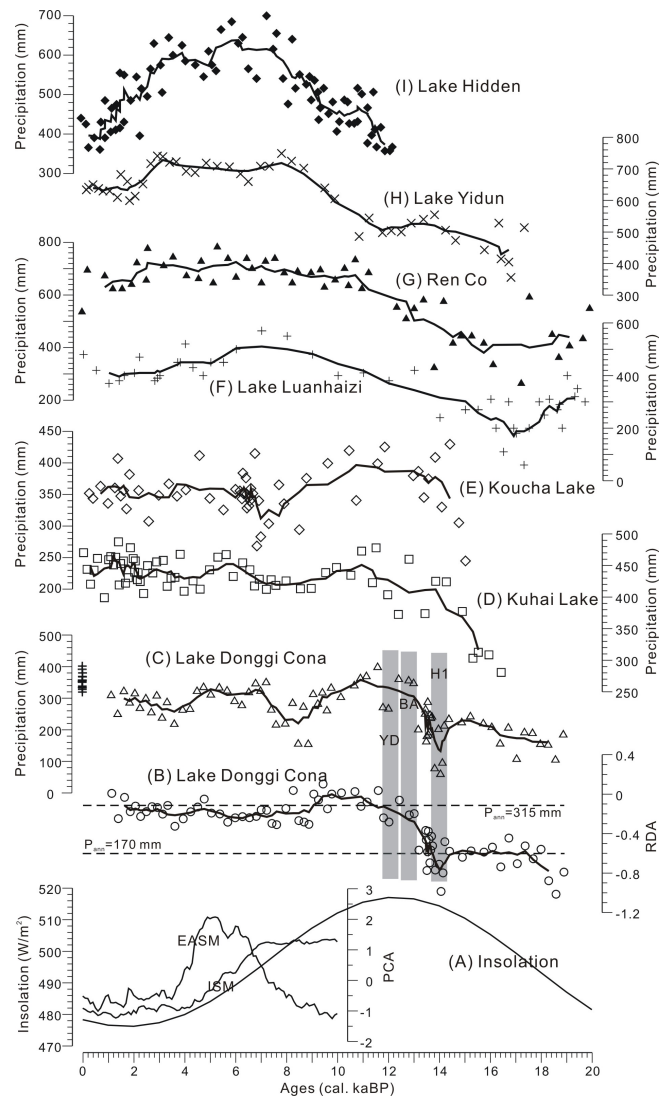 700
600
500
400
300
Precipitation (mm)
(I) Lake Hidden
800
700
600
500
400
300
Precipitation (mm)
(H) Lake Yidun
800
600
400
200
Precipitation (mm)
(G) Ren Co
600
400
200
0
Precipitation (mm)
(F) Lake Luanhaizi
450
400
350
300
250
200
Precipitation (mm)
(E) Koucha Lake
500
450
400
350
300
250
Precipitation (mm)
(D) Kuhai Lake
500
400
300
200
100
0
Precipitation (mm)
(C) Lake Donggi Cona
H1
BA
YD
(B) Lake Donggi Cona
0.4
0
-0.4
-0.8
-1.2
RDA
Pann=315 mm
Pann=170 mm
520
510
500
490
480
470
Insolation (W/m²)
3
2
1
0
-1
-2
PCA
EASM
ISM
(A) Insolation
0 2 4 6 8 10 12 14 16 18 20
Ages (cal. kaBP)